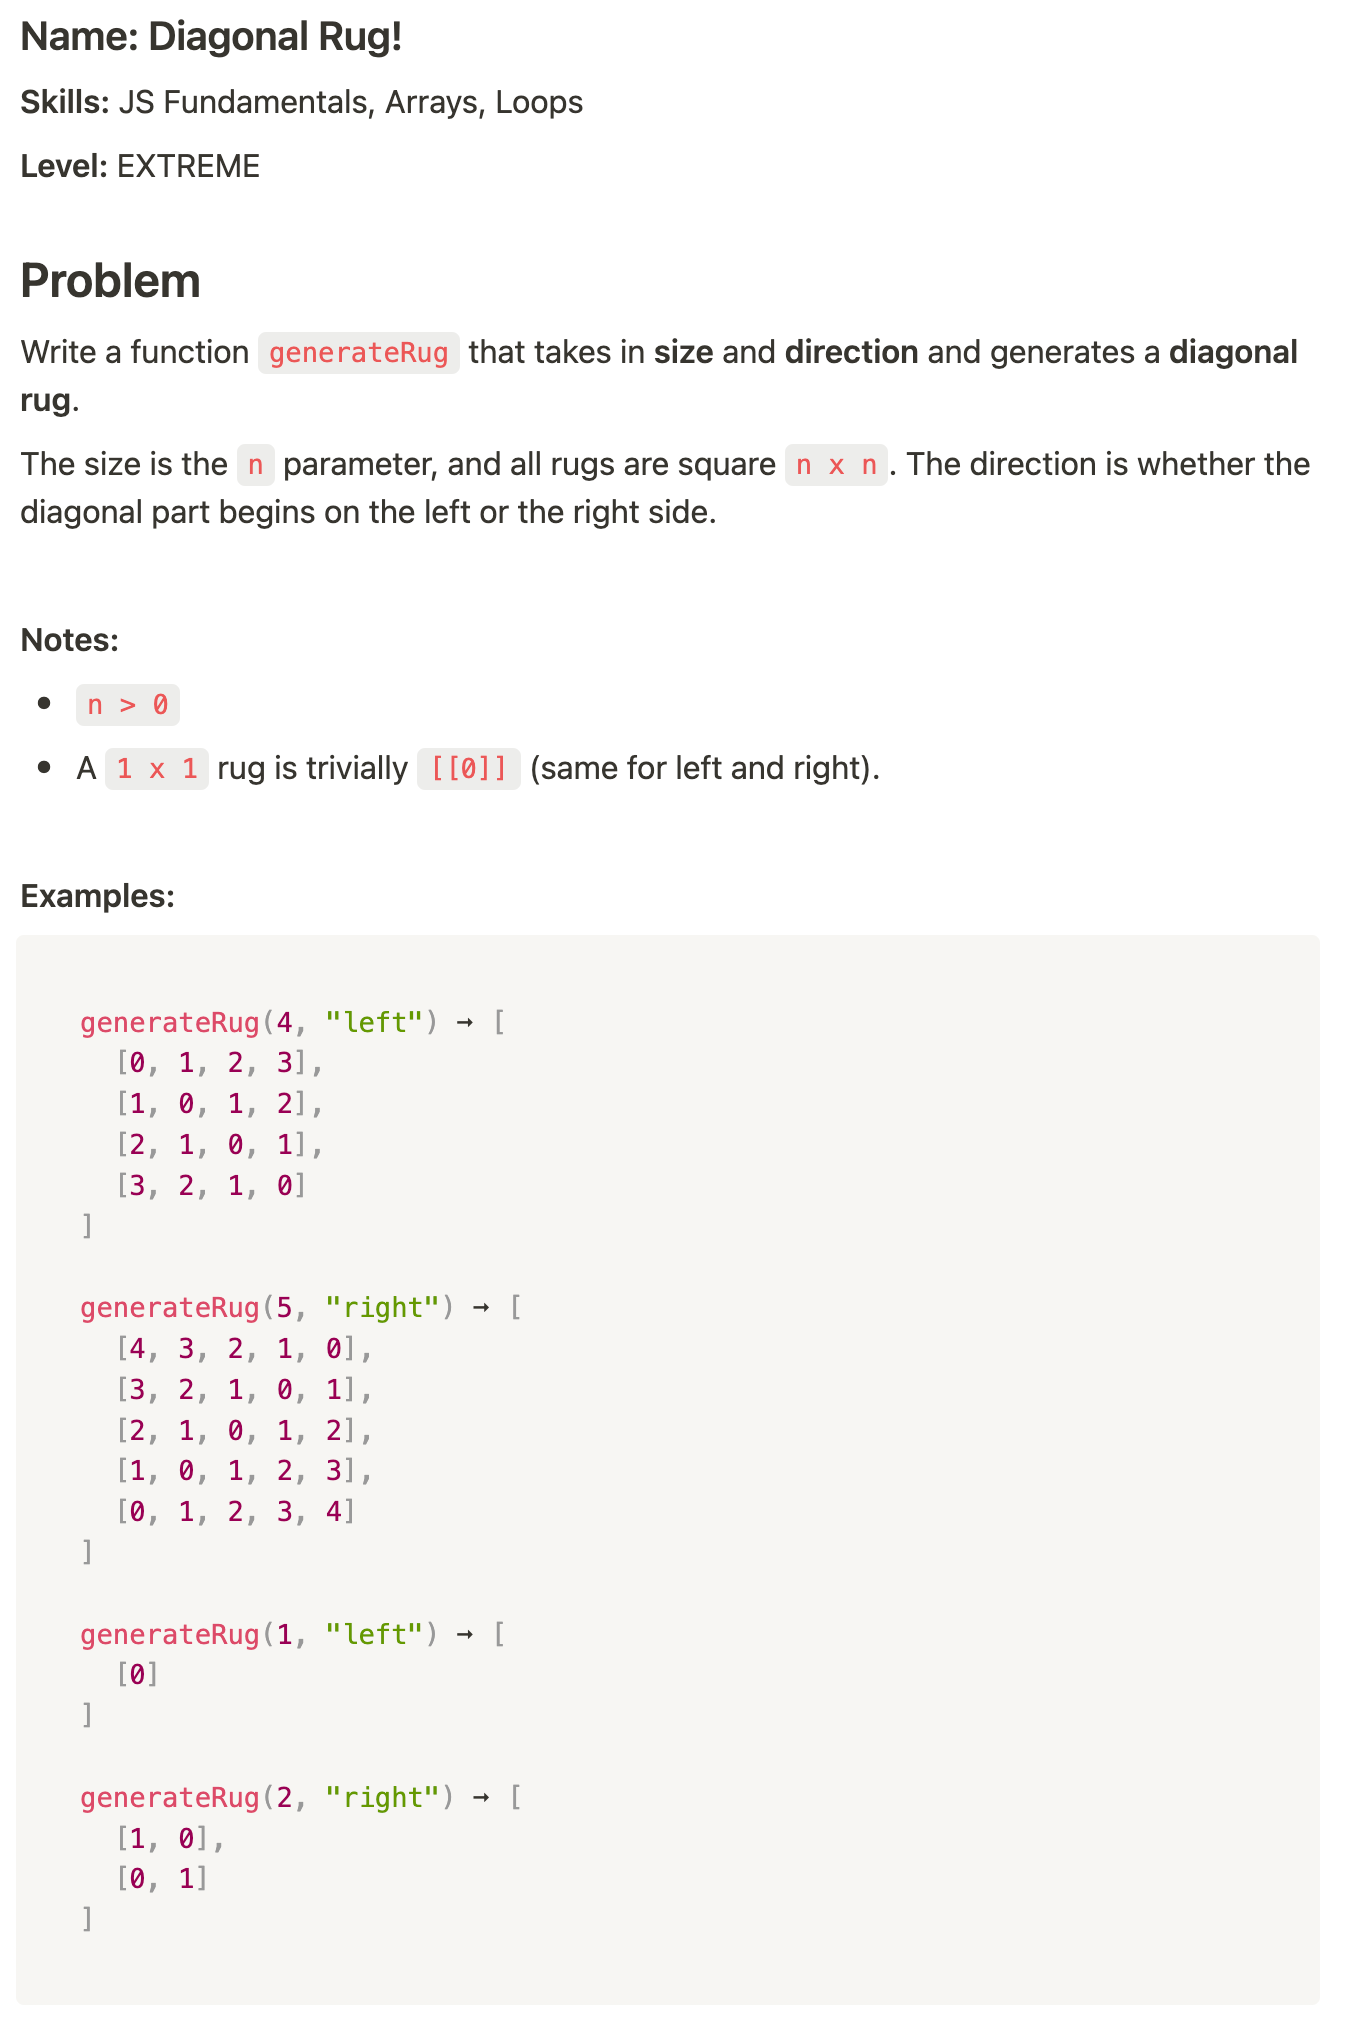 Name: Diagonal Rug!
Skills: JS Fundamentals, Arrays, Loops
Level: EXTREME
Problem
Write a function generateRug that takes in size and direction and generates a diagonal
rug.
The size is the n parameter, and all rugs are square n x n. The direction is whether the
diagonal part begins on the left or the right side.
Notes:
• n > 0
• A 1 x 1 rug is trivially [[0]] (same for left and right).
Examples:
generateRug(4, "left") ➞ [
  [0, 1, 2, 3],
  [1, 0, 1, 2],
  [2, 1, 0, 1],
  [3, 2, 1, 0]
]
generateRug(5, "right") ➞ [
  [4, 3, 2, 1, 0],
  [3, 2, 1, 0, 1],
  [2, 1, 0, 1, 2],
  [1, 0, 1, 2, 3],
  [0, 1, 2, 3, 4]
]
generateRug(1, "left") ➞ [
  [0]
]
generateRug(2, "right") ➞ [
  [1, 0],
  [0, 1]
]